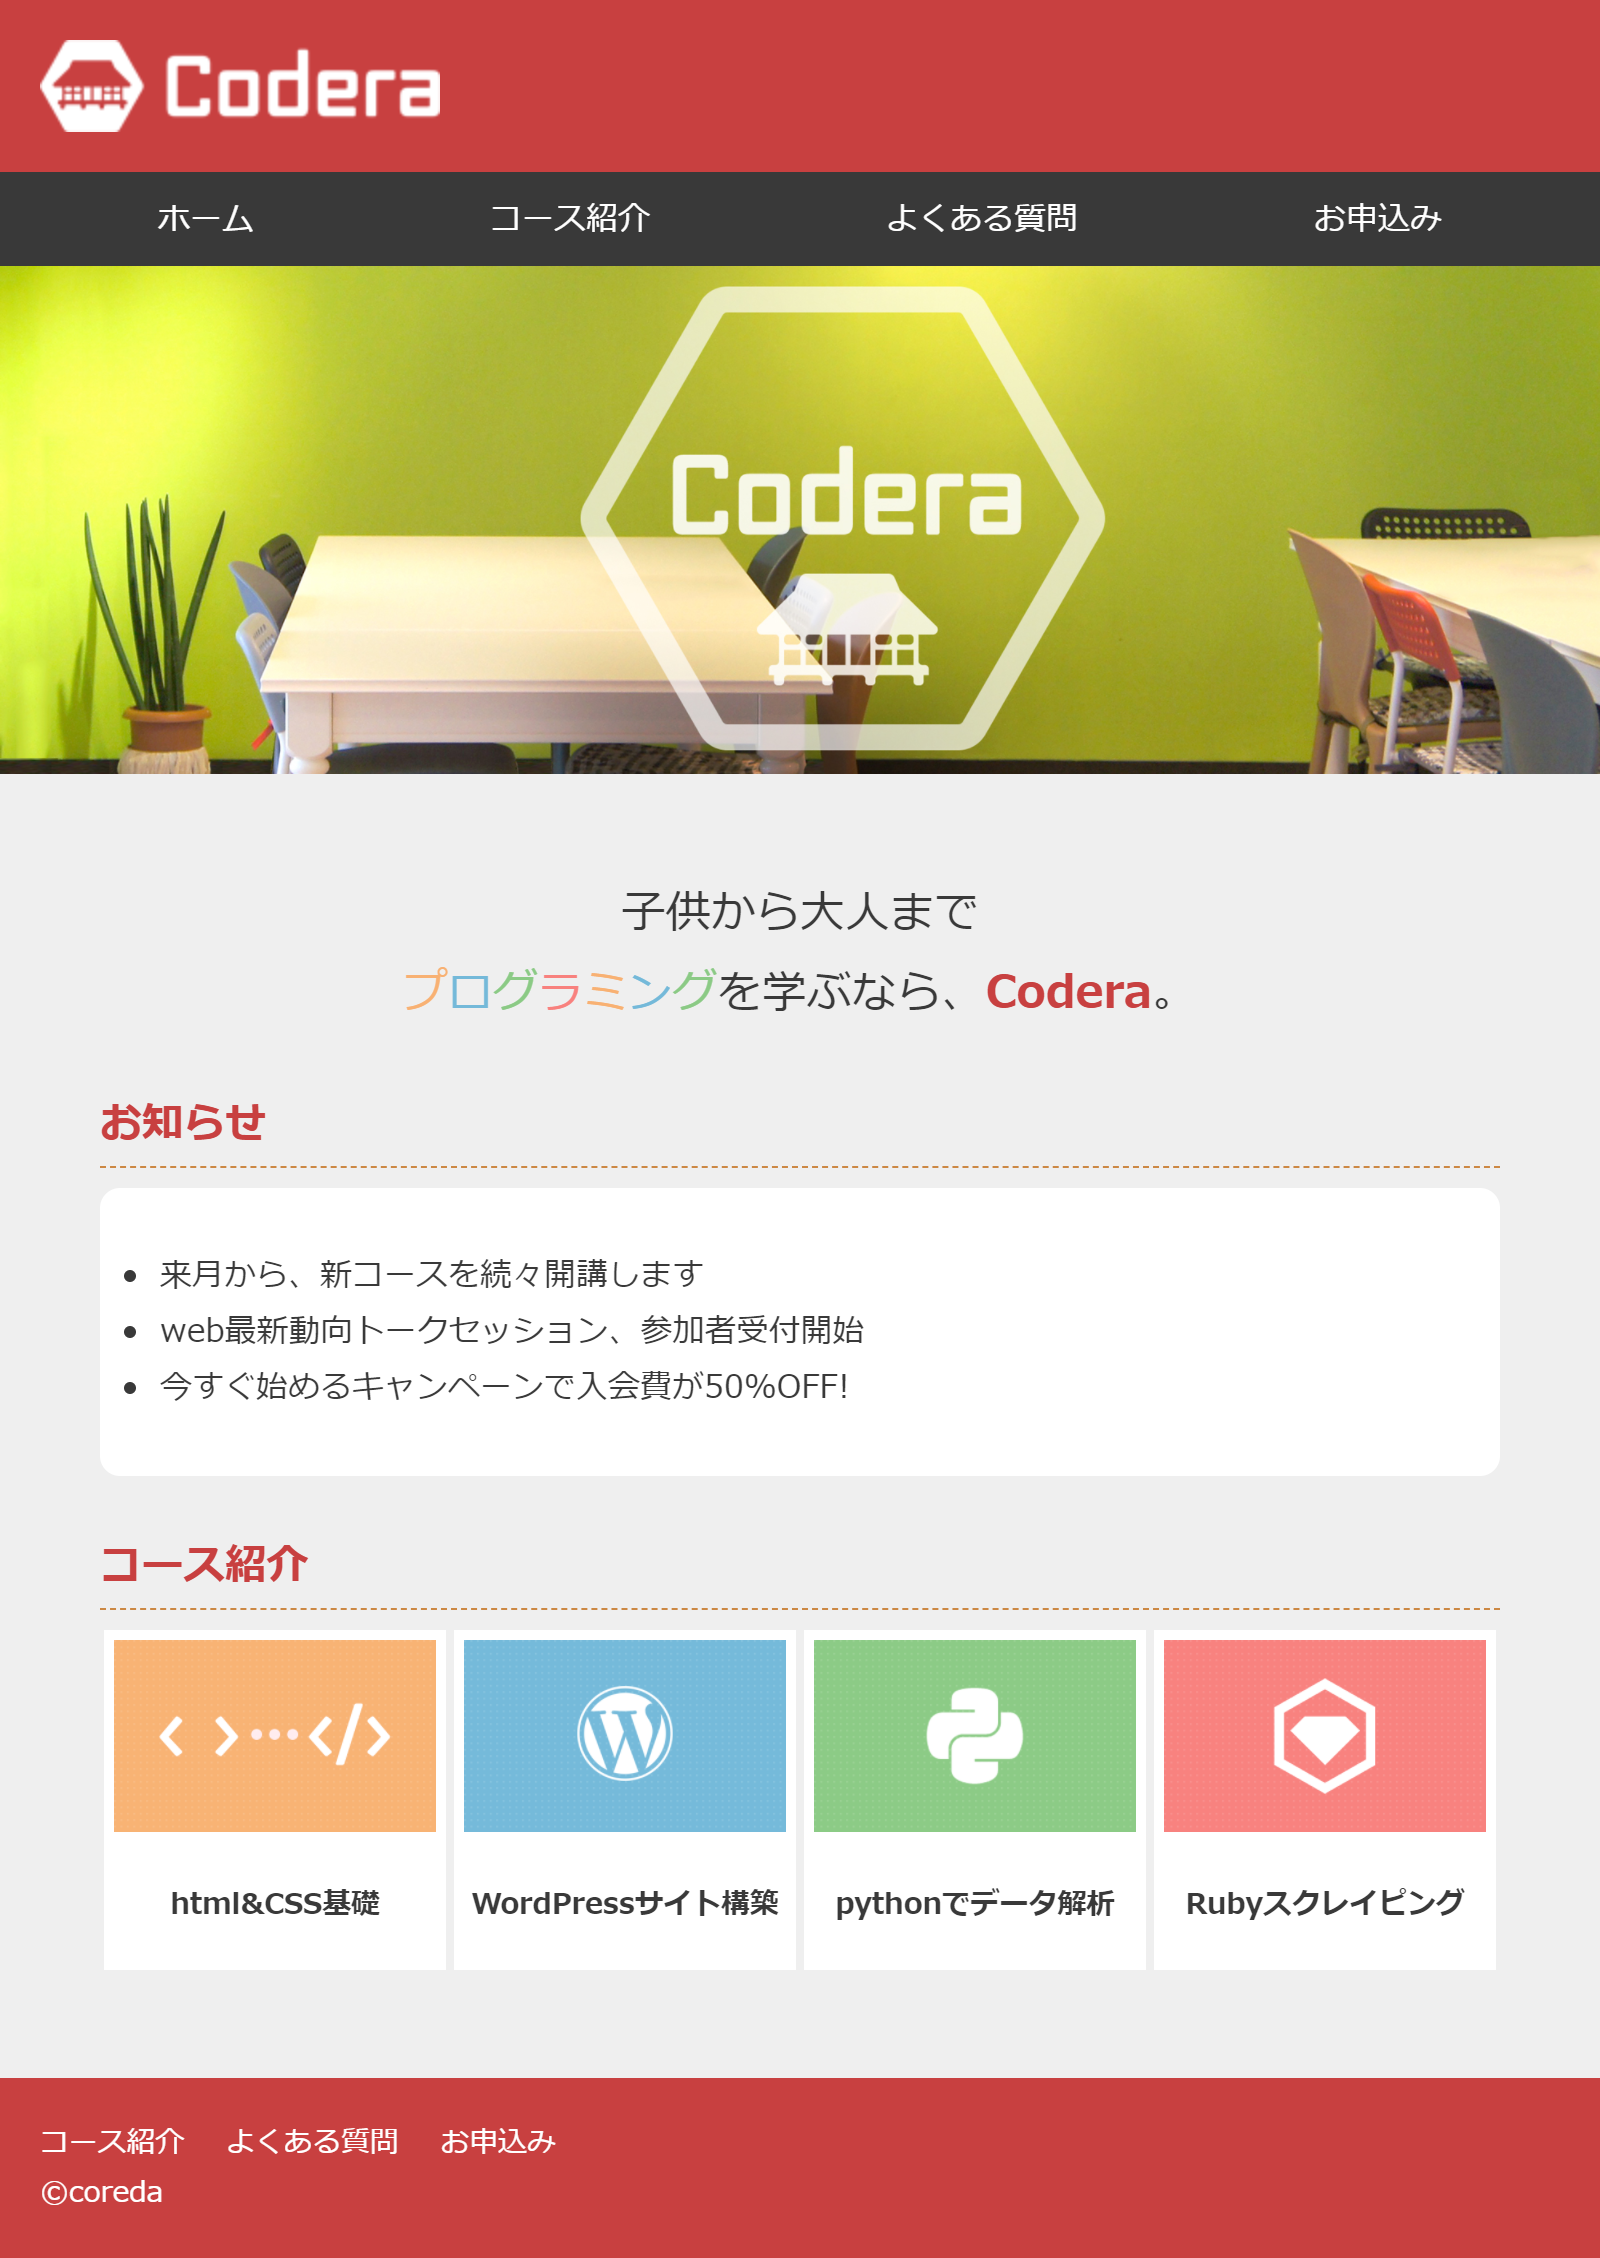 Codera
ホーム コース紹介 よくある質問 お申込み
Codera
子供から大人まで
プログラミングを学ぶなら、Codera。
お知らせ
来月から、新コースを続々開講します
web最新動向トークセッション、参加者受付開始
今すぐ始めるキャンペーンで入会費が50%OFF!
コース紹介
< >···</>
html&CSS基礎 WordPressサイト構築 pythonでデータ解析 Rubyスクレイピング
コース紹介 よくある質問 お申込み
©coreda